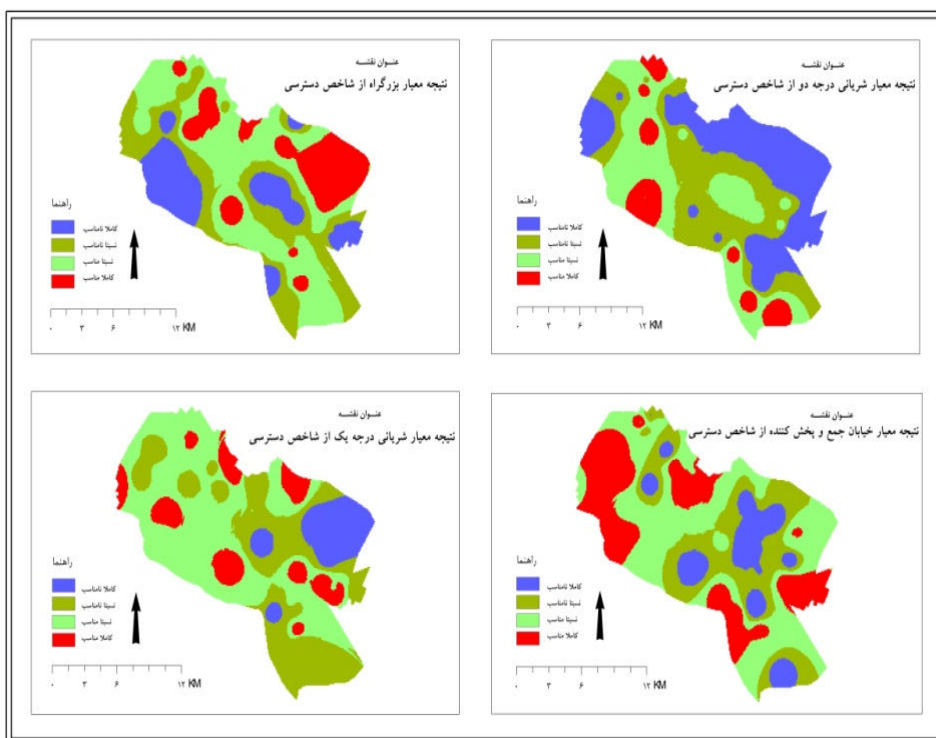 عنوان نقشه
نتیجه معیار بزرگراه از شاخص دسترسی
راهنما
کاملا نامناسب
نسبتا نامناسب
نسبتا مناسب
کاملا مناسب
۰ ۳ ۶ ۱۲ KM
عنوان نقشه
نتیجه معیار شریانی درجه دو از شاخص دسترسی
راهنما
کاملا نامناسب
نسبتا نامناسب
نسبتا مناسب
کاملا مناسب
۰ ۳ ۶ ۱۲ KM
عنوان نقشه
نتیجه معیار شریانی درجه یک از شاخص دسترسی
راهنما
کاملا نامناسب
نسبتا نامناسب
نسبتا مناسب
کاملا مناسب
۰ ۳ ۶ ۱۲ KM
عنوان نقشه
نتیجه معیار خیابان جمع و پخش کننده از شاخص دسترسی
راهنما
کاملا نامناسب
نسبتا نامناسب
نسبتا مناسب
کاملا مناسب
۰ ۳ ۶ ۱۲ KM